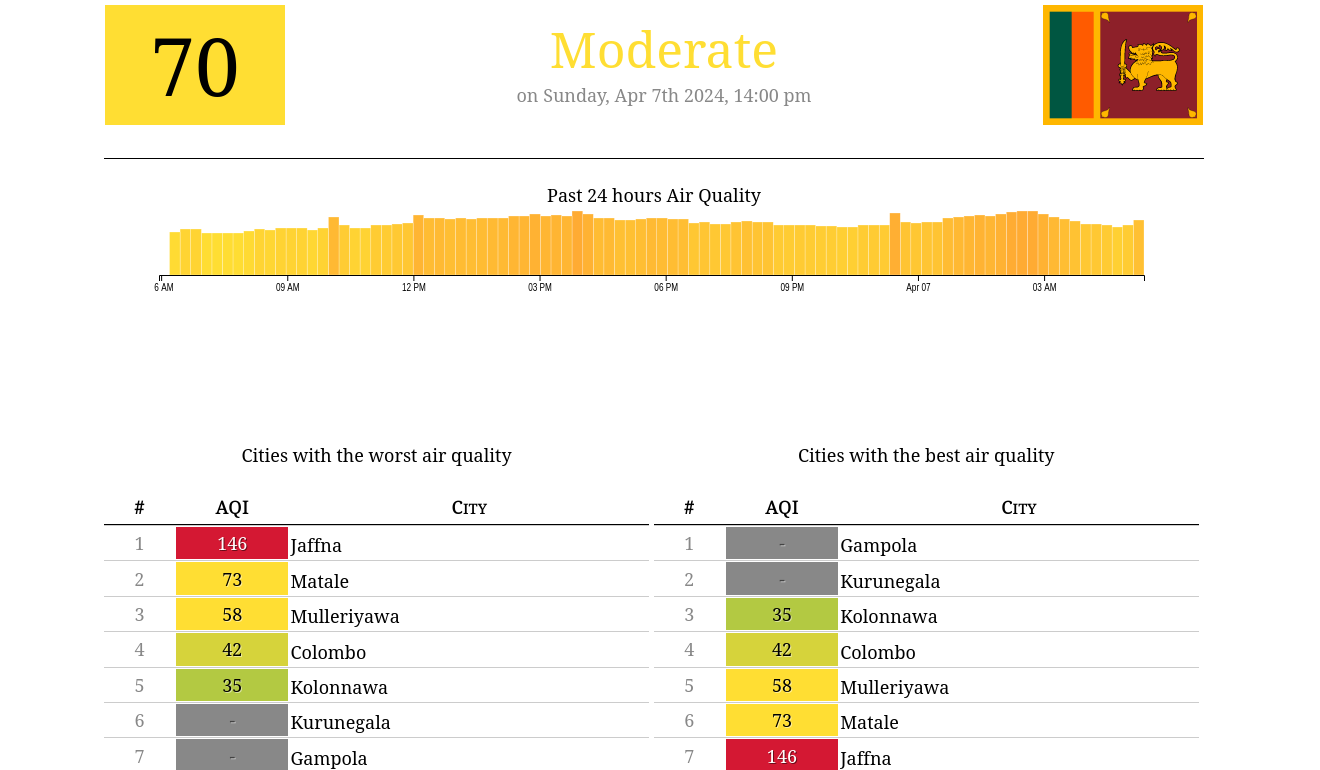 70
Moderate
on Sunday, Apr 7th 2024, 14:00 pm
Past 24 hours Air Quality
6 AM 09 AM 12 PM 03 PM 06 PM 09 PM Apr 07 03 AM
Cities with the worst air quality
# AQI City
1 146 Jaffna
2 73 Matale
3 58 Mulleriyawa
4 42 Colombo
5 35 Kolonnawa
6 - Kurunegala
7 - Gampola
Cities with the best air quality
# AQI City
1 - Gampola
2 - Kurunegala
3 35 Kolonnawa
4 42 Colombo
5 58 Mulleriyawa
6 73 Matale
7 146 Jaffna